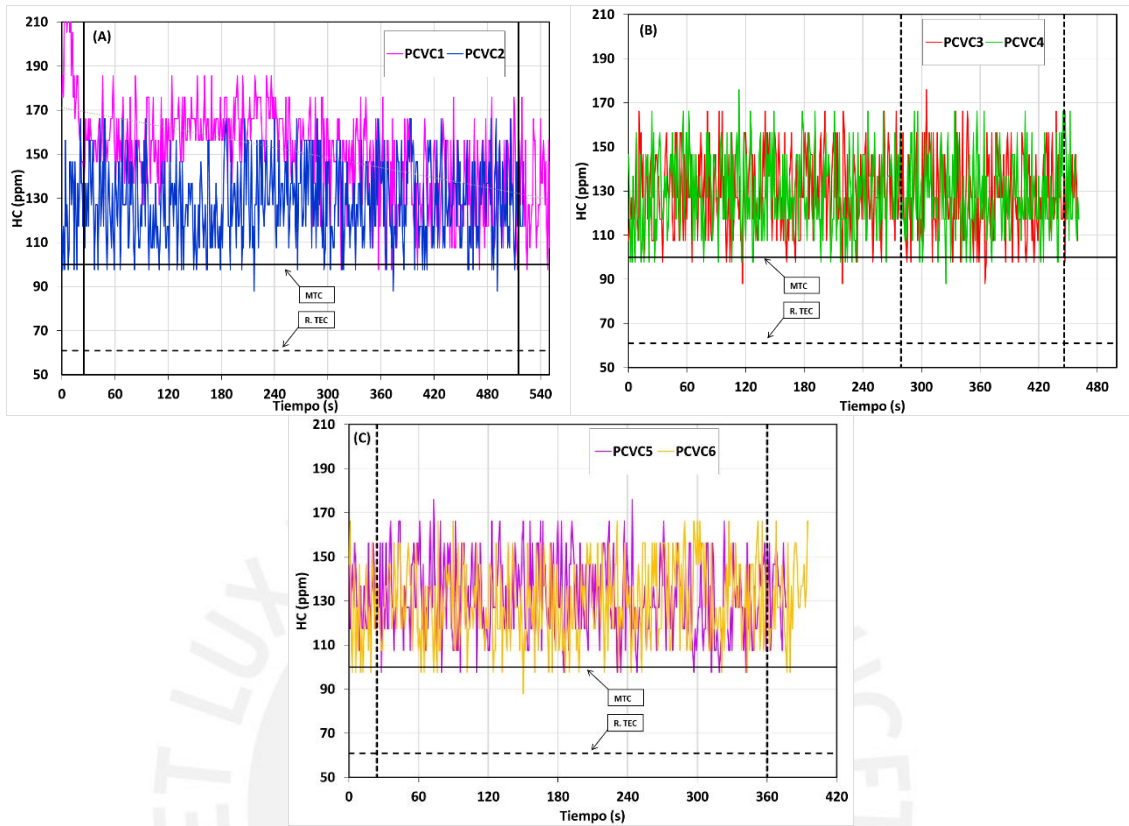 (A)
PCVC1 PCVC2
HC (ppm)
210
190
170
150
130
110
90
70
50
MTC
R. TEC
0 60 120 180 240 300 360 420 480 540
Tiempo (s)
(B)
PCVC3 PCVC4
HC (ppm)
210
190
170
150
130
110
90
70
50
MTC
R. TEC
0 60 120 180 240 300 360 420 480
Tiempo (s)
(C)
PCVC5 PCVC6
HC (ppm)
210
190
170
150
130
110
90
70
50
MTC
R. TEC
0 60 120 180 240 300 360 420
Tiempo (s)
ET LUX